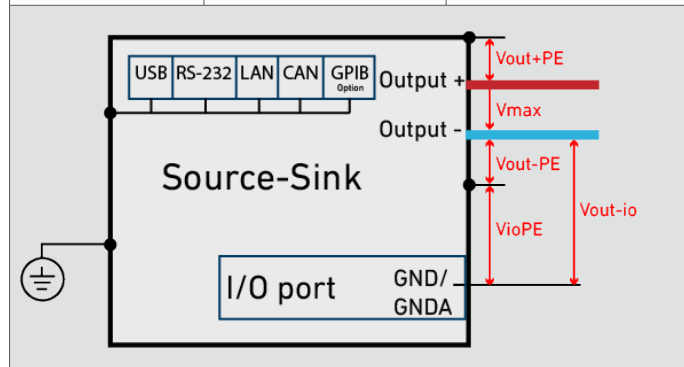 USB RS-232 LAN CAN GPIB
Option
Output +
Output -
Source-Sink
I/O port
GND/
GNDA
Vout+PE
Vmax
Vout-PE
VioPE
Vout-io